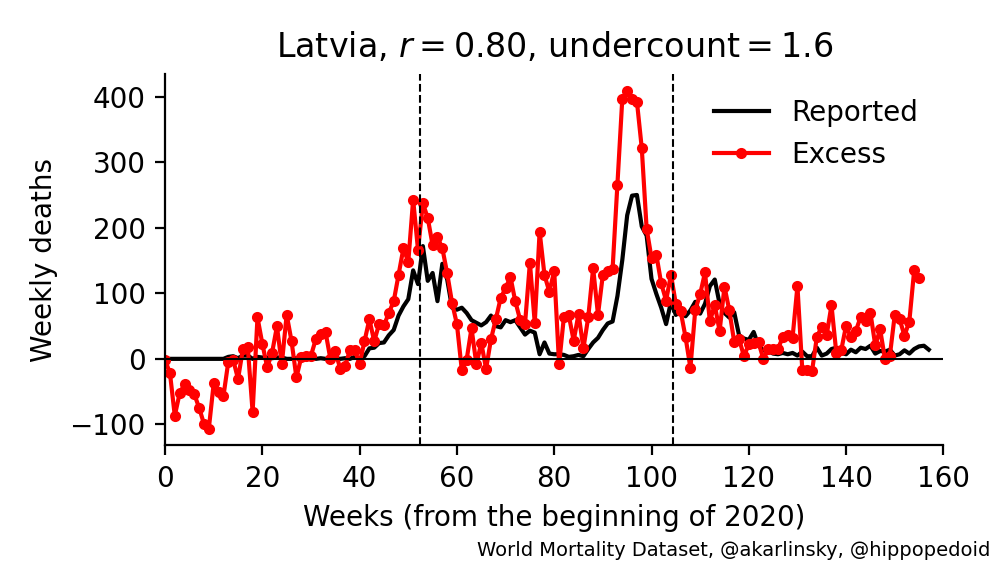 Latvia, r = 0.80, undercount = 1.6
Reported
Excess
Weekly deaths
400
300
200
100
0
−100
0 20 40 60 80 100 120 140 160
Weeks (from the beginning of 2020)
World Mortality Dataset, @akarlinsky, @hippopedoid